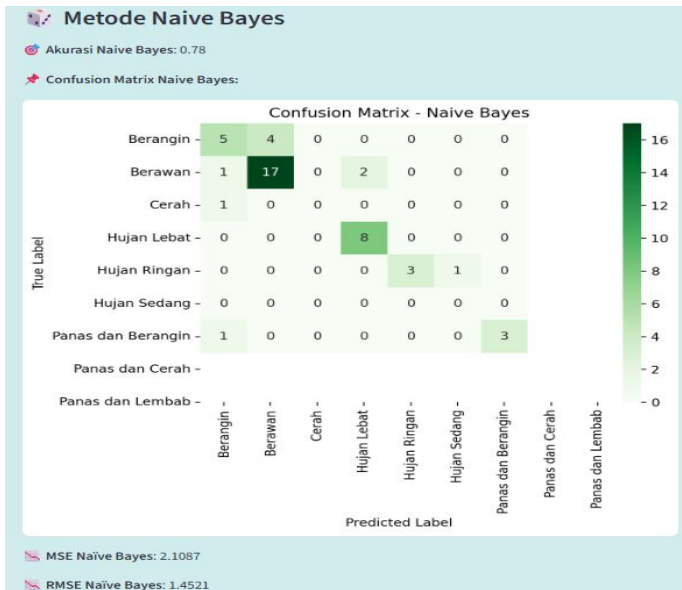 Metode Naive Bayes
Akurasi Naive Bayes: 0.78
Confusion Matrix Naive Bayes:
Confusion Matrix - Naive Bayes
True Label
Berangin 5 4 0 0 0 0 0
Berawan 1 17 0 2 0 0 0
Cerah 1 0 0 0 0 0 0
Hujan Lebat 0 0 0 8 0 0 0
Hujan Ringan 0 0 0 0 3 1 0
Hujan Sedang 0 0 0 0 0 0 0
Panas dan Berangin 1 0 0 0 0 0 3
Panas dan Cerah
Panas dan Lembab
Berangin
Berawan
Cerah
Hujan Lebat
Hujan Ringan
Hujan Sedang
Panas dan Berangin
Panas dan Cerah
Panas dan Lembab
Predicted Label
16
14
12
10
8
6
4
2
0
MSE Naïve Bayes: 2.1087
RMSE Naïve Bayes: 1.4521